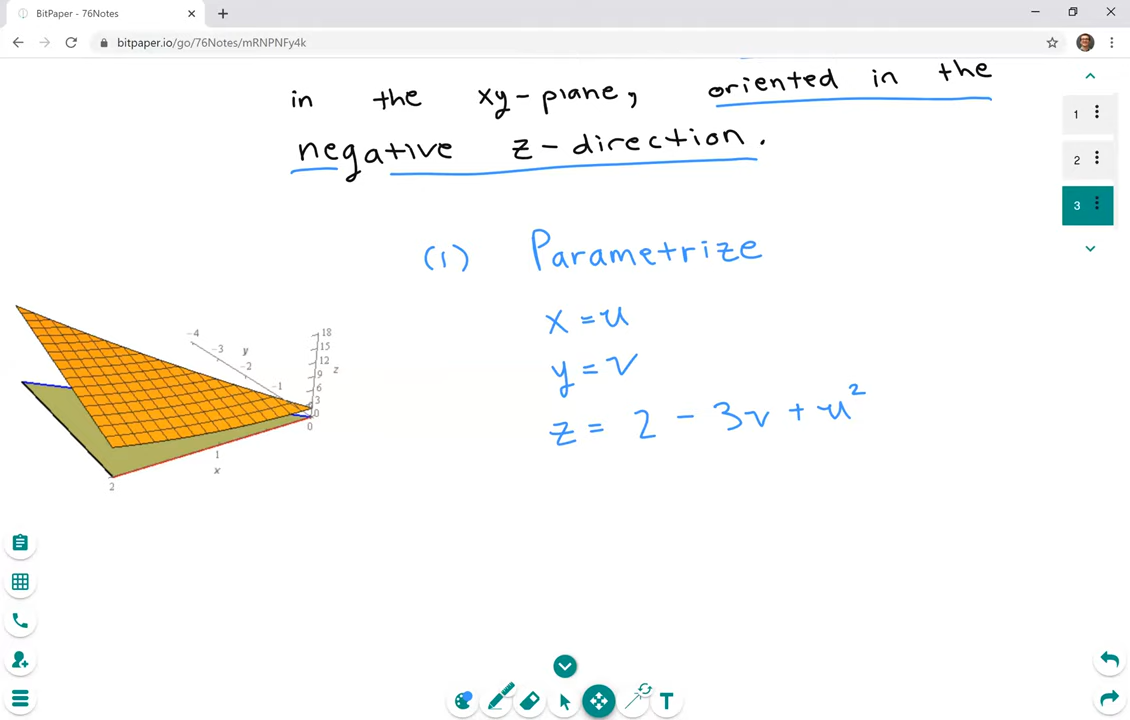 BitPaper - 76Notes
bitpaper.io/go/76Notes/mRNPNFy4k
in the xy-plane, oriented in the
negative z-direction.
(1) Parametrize
x = u
y = v
z = 2 - 3v + u²
-4
-3
y
-2
-1
18
15
12
z
9
6
3
0
0
1
x
2
1
2
3
T